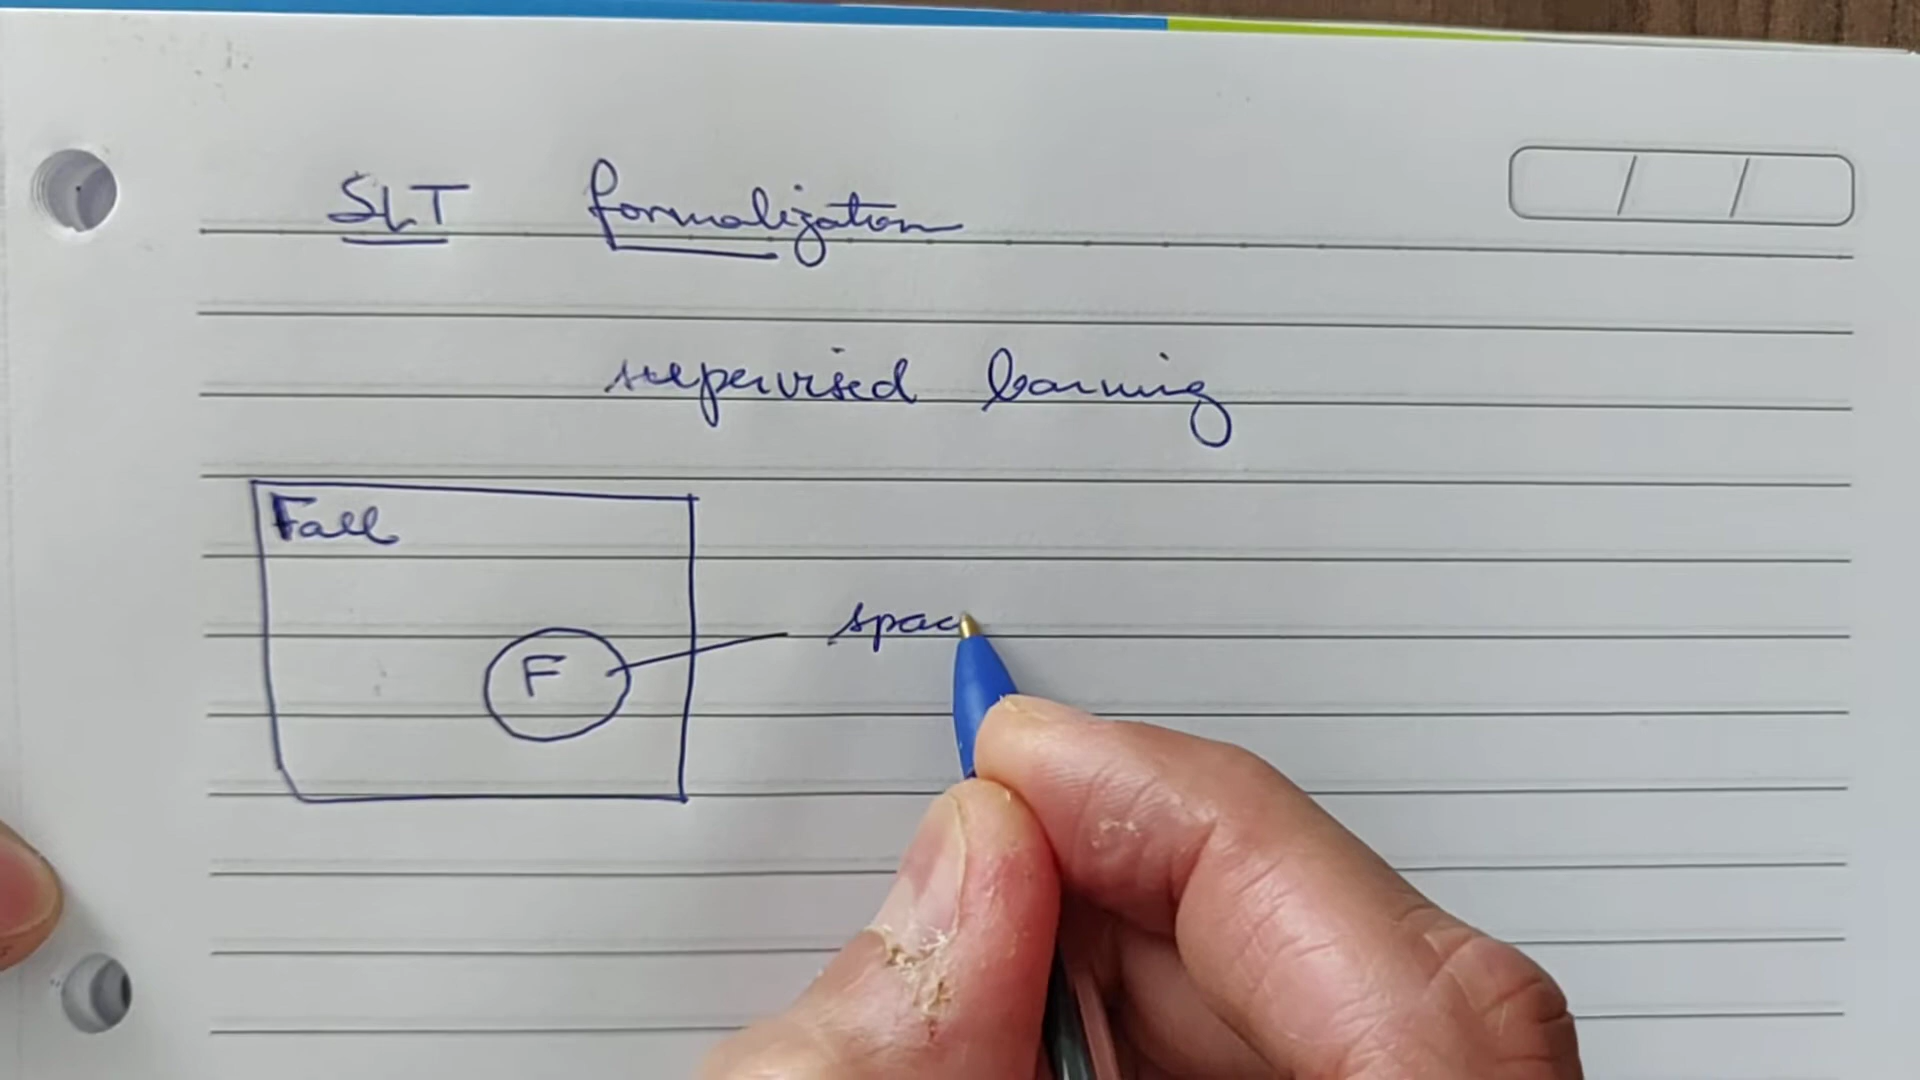 SLT formalization
supervised learning
Fall
F
spac